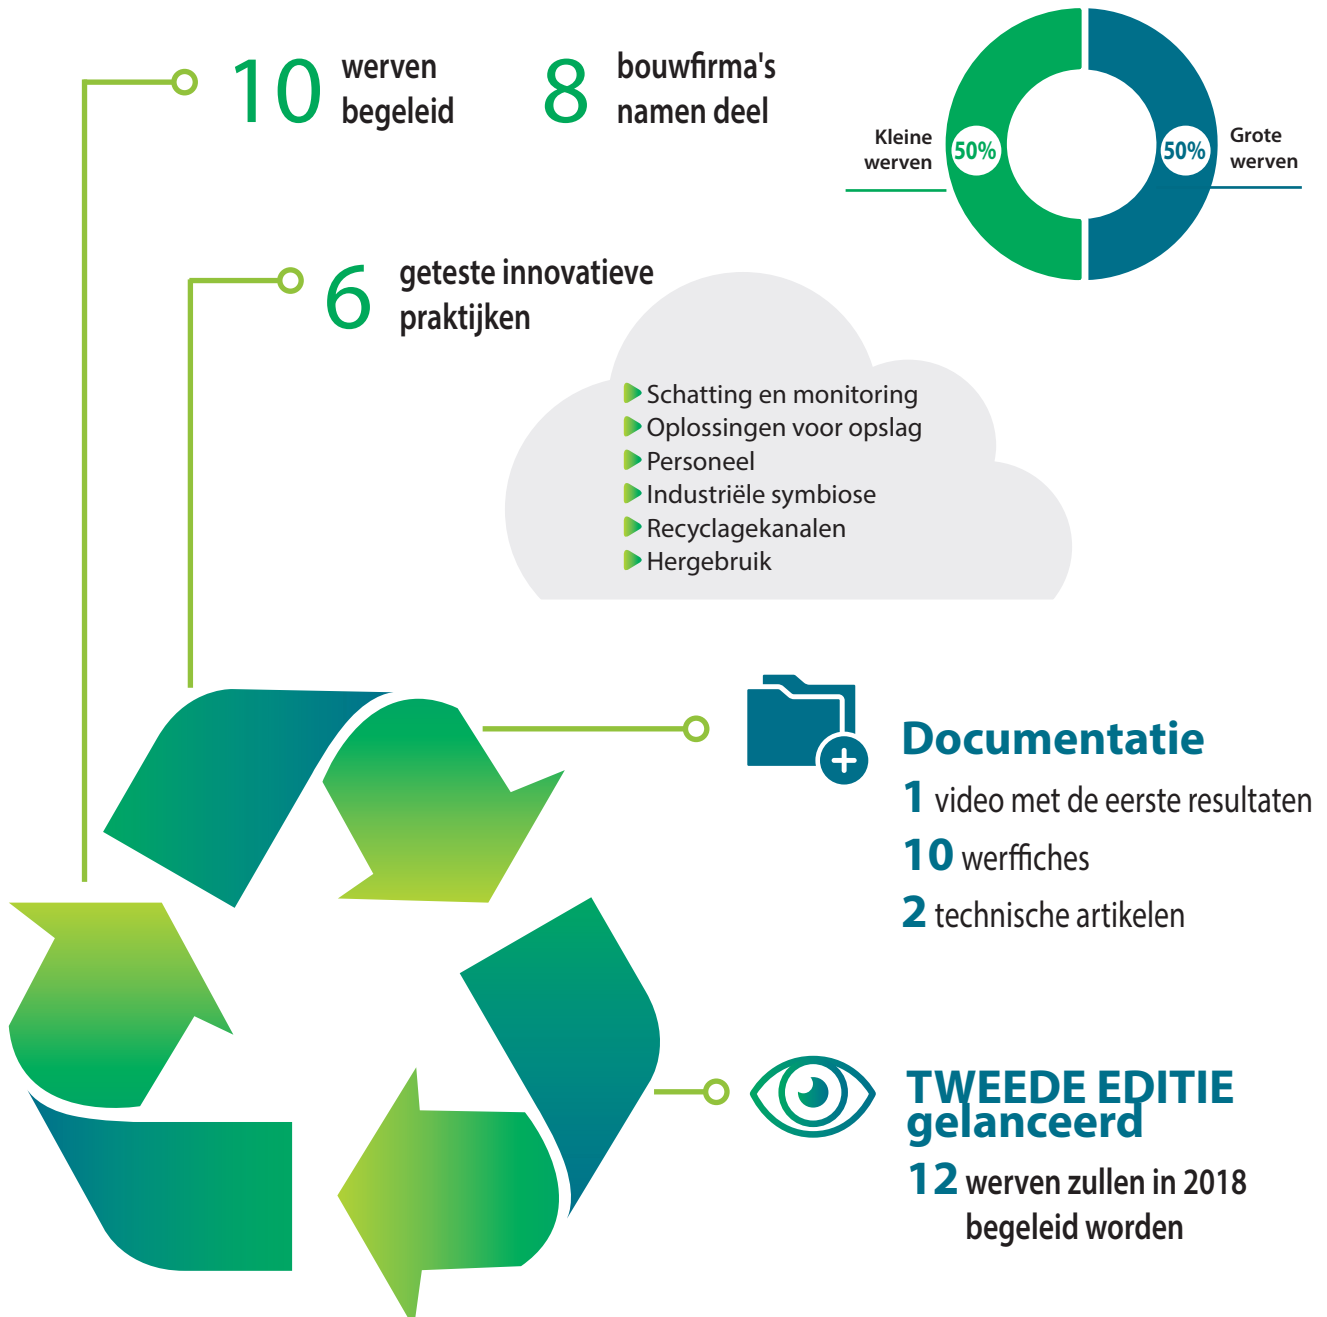 10 werven
begeleid
8 bouwfirma's
namen deel
Kleine
werven
50%
50%
Grote
werven
6 geteste innovatieve
praktijken
Schatting en monitoring
Oplossingen voor opslag
Personeel
Industriële symbiose
Recyclagekanalen
Hergebruik
Documentatie
1 video met de eerste resultaten
10 werffiches
2 technische artikelen
TWEEDE EDITIE
gelanceerd
12 werven zullen in 2018
begeleid worden